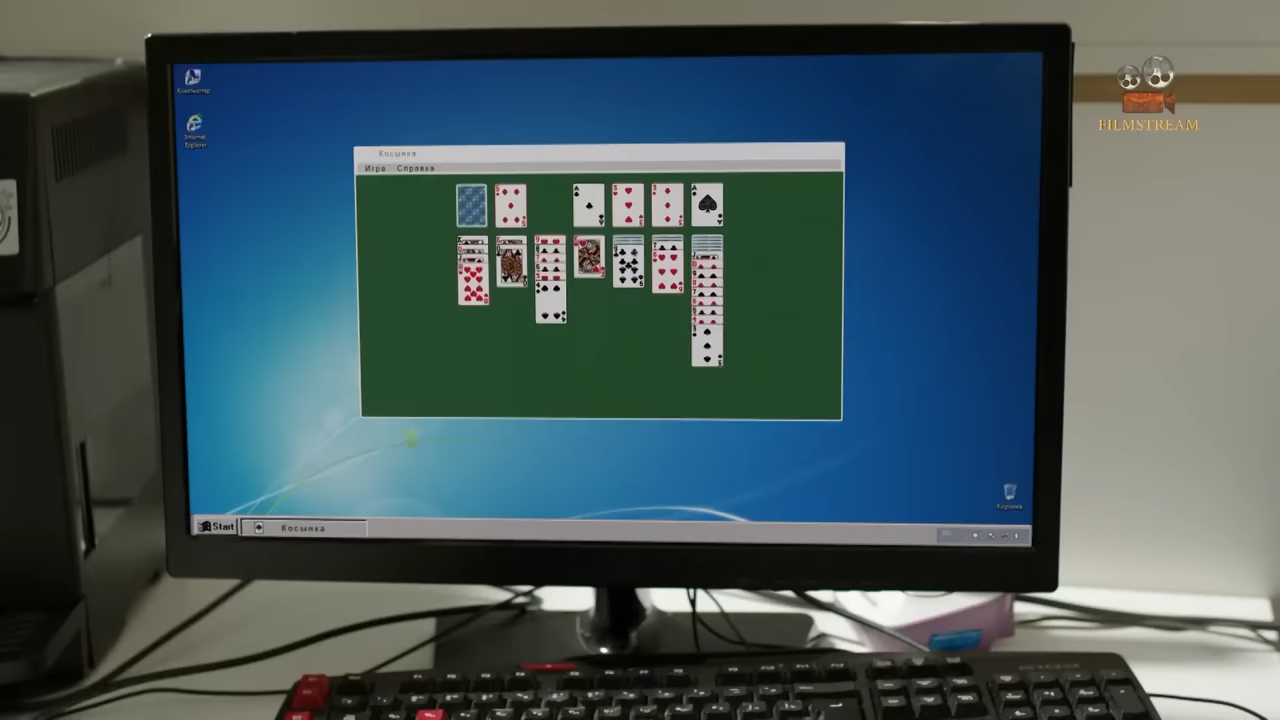 Компьютер
Internet
Explorer
FILMSTREAM
Косынка
Игра Справка
Корзина
Start
Косынка